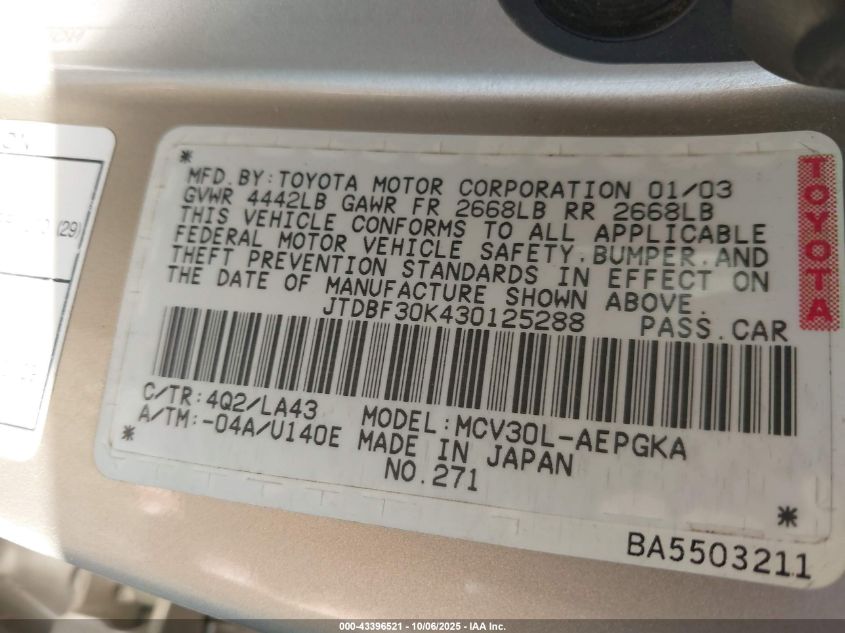 MFD. BY: TOYOTA MOTOR CORPORATION 01/03
GVWR 4442LB GAWR FR 2668LB RR 2668LB
THIS VEHICLE CONFORMS TO ALL APPLICABLE
FEDERAL MOTOR VEHICLE SAFETY, BUMPER, AND
THEFT PREVENTION STANDARDS IN EFFECT ON
THE DATE OF MANUFACTURE SHOWN ABOVE.
JTDBF30K430125288 PASS. CAR
TOYOTA
C/TR: 4Q2/LA43 MODEL: MCV30L-AEPGKA
A/TM: -04A/U140E MADE IN JAPAN
NO. 271
BA5503211
(29)
000-43396521 | 10/06/2025 - IAA Inc.